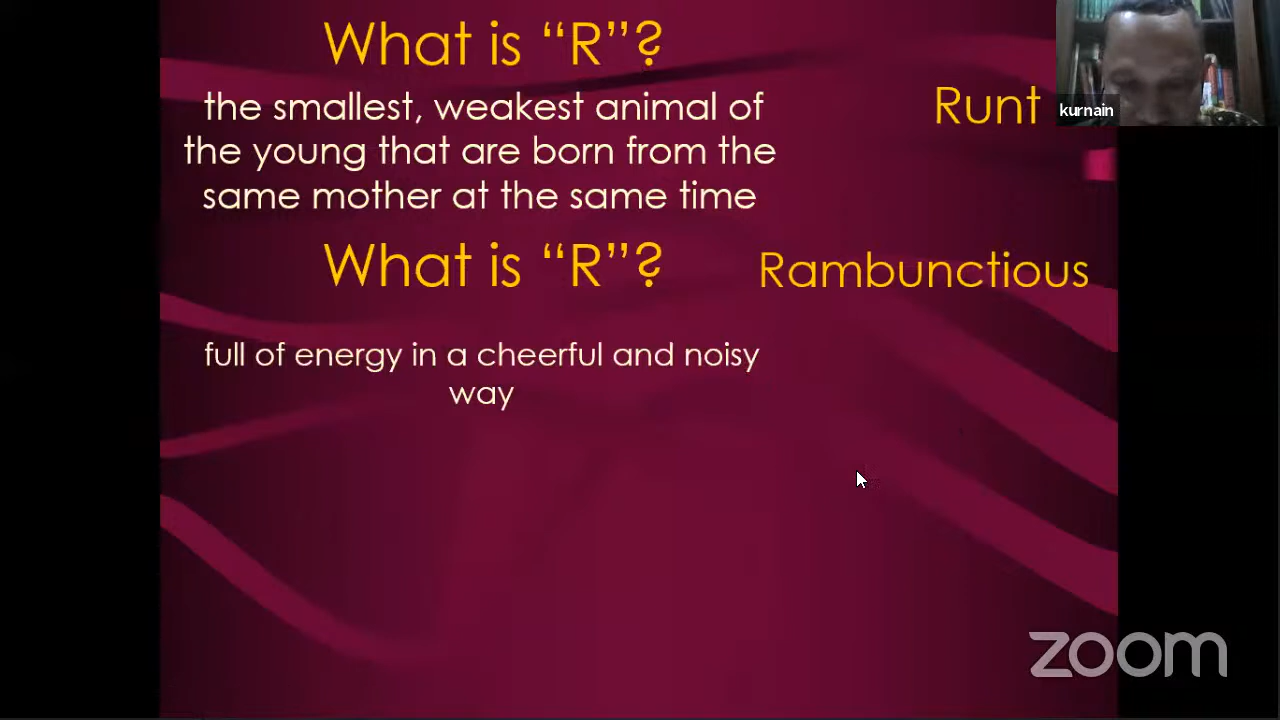 What is “R”?
the smallest, weakest animal of
the young that are born from the
same mother at the same time
Runt
kurnain
What is “R”?
Rambunctious
full of energy in a cheerful and noisy
way
zoom